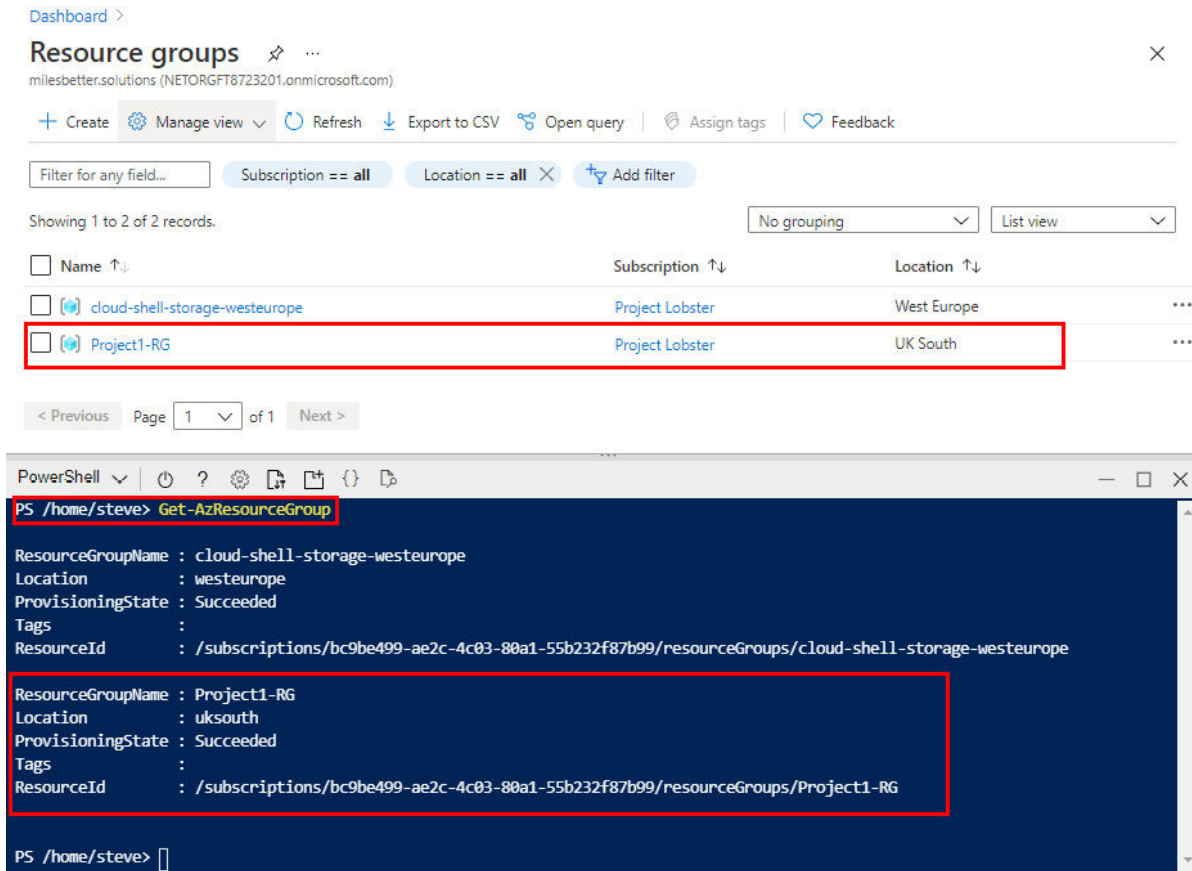 Dashboard >
Resource groups ...
milesbetter.solutions (NETORGFT8723201.onmicrosoft.com)
Create Manage view Refresh Export to CSV Open query Assign tags Feedback
Filter for any field... Subscription == all Location == all Add filter
Showing 1 to 2 of 2 records. No grouping List view
Name Subscription Location
cloud-shell-storage-westeurope Project Lobster West Europe ...
Project1-RG Project Lobster UK South ...
< Previous Page 1 of 1 Next >
PowerShell ? {}
PS /home/steve> Get-AzResourceGroup
ResourceGroupName : cloud-shell-storage-westeurope
Location : westeurope
ProvisioningState : Succeeded
Tags :
ResourceId : /subscriptions/bc9be499-ae2c-4c03-80a1-55b232f87b99/resourceGroups/cloud-shell-storage-westeurope
ResourceGroupName : Project1-RG
Location : uksouth
ProvisioningState : Succeeded
Tags :
ResourceId : /subscriptions/bc9be499-ae2c-4c03-80a1-55b232f87b99/resourceGroups/Project1-RG
PS /home/steve>